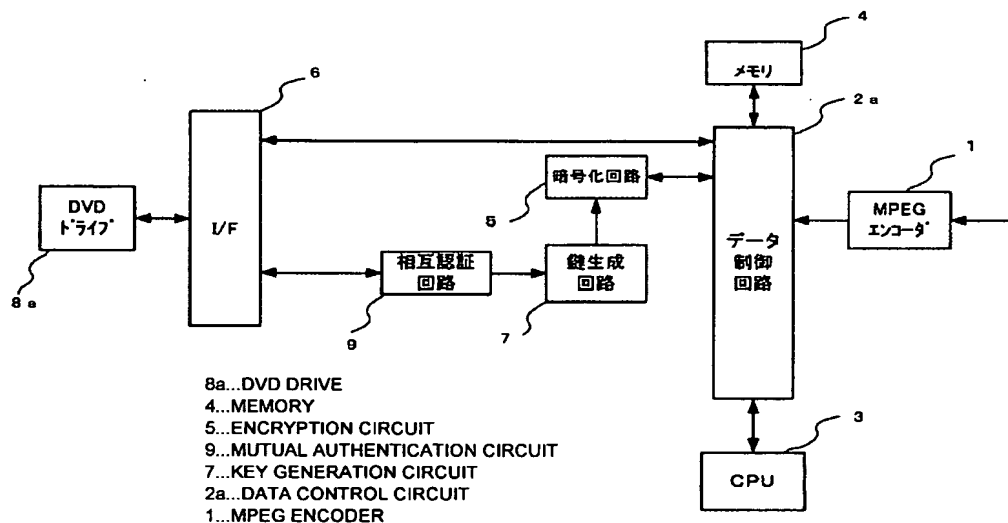 4
メモリ
6
2a
1
暗号化回路
DVD
ドライブ
I/F
5
MPEG
エンコーダ
データ
制御
回路
相互認証
回路
鍵生成
回路
8a
9
7
3
CPU
8a...DVD DRIVE
4...MEMORY
5...ENCRYPTION CIRCUIT
9...MUTUAL AUTHENTICATION CIRCUIT
7...KEY GENERATION CIRCUIT
2a...DATA CONTROL CIRCUIT
1...MPEG ENCODER